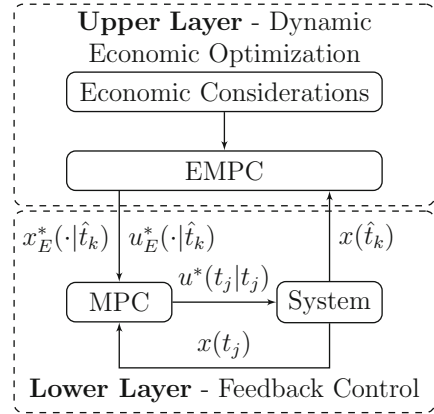 Upper Layer - Dynamic
Economic Optimization
Economic Considerations
EMPC
x*_E(·|t̂_k) u*_E(·|t̂_k) x(t̂_k)
u*(t_j|t_j)
MPC System
x(t_j)
Lower Layer - Feedback Control